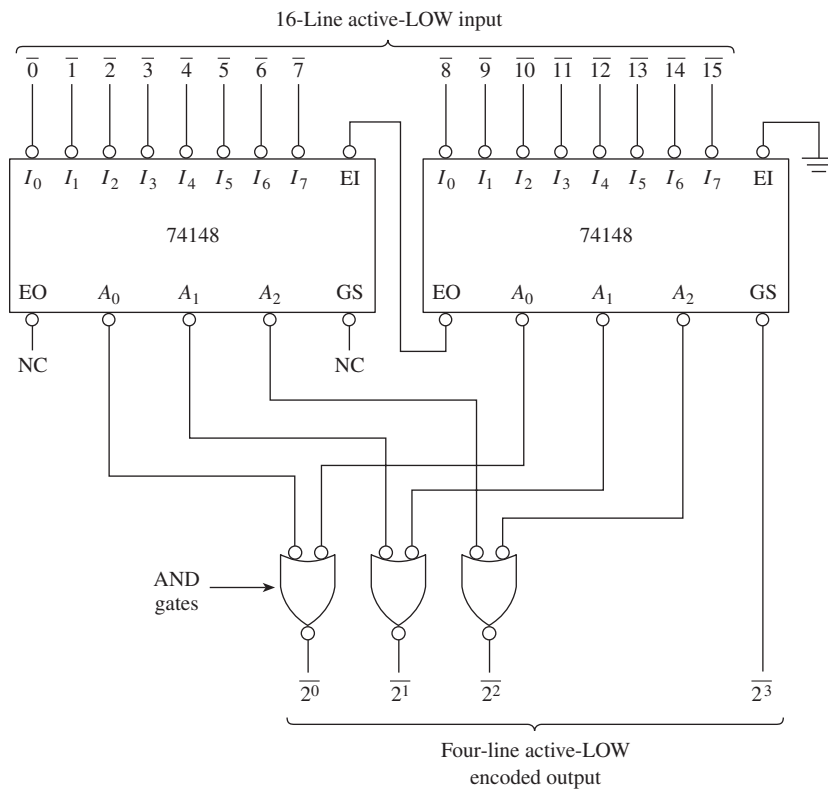 16-Line active-LOW input
0̅ 1̅ 2̅ 3̅ 4̅ 5̅ 6̅ 7̅ 8̅ 9̅ 1̅0̅ 1̅1̅ 1̅2̅ 1̅3̅ 1̅4̅ 1̅5̅
I₀ I₁ I₂ I₃ I₄ I₅ I₆ I₇ EI I₀ I₁ I₂ I₃ I₄ I₅ I₆ I₇ EI
74148 74148
EO A₀ A₁ A₂ GS EO A₀ A₁ A₂ GS
NC NC
AND
gates
2̅⁰̅ 2̅¹̅ 2̅²̅ 2̅³̅
Four-line active-LOW
encoded output